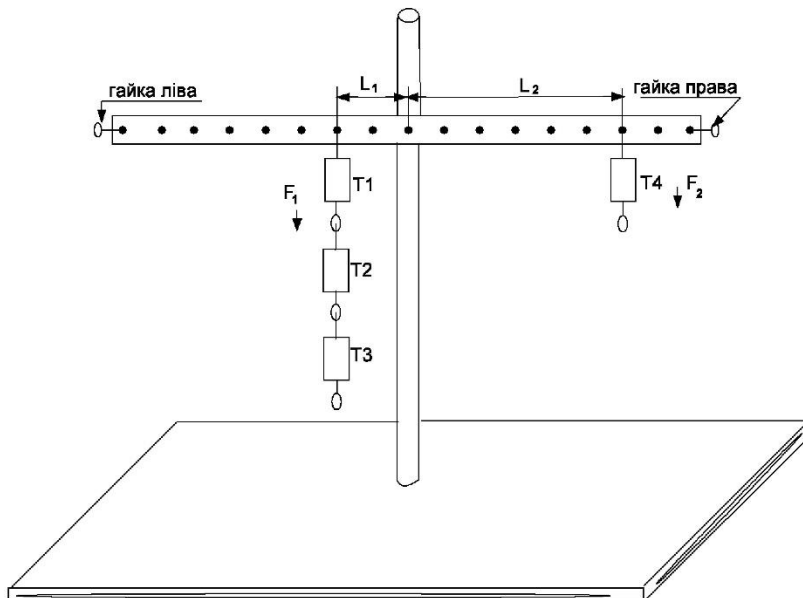 гайка ліва
L₁
L₂
гайка права
T1
T4
F₁
F₂
T2
T3